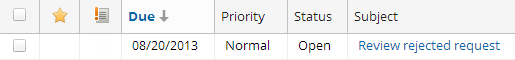 Due Priority Status Subject
08/20/2013 Normal Open Review rejected request